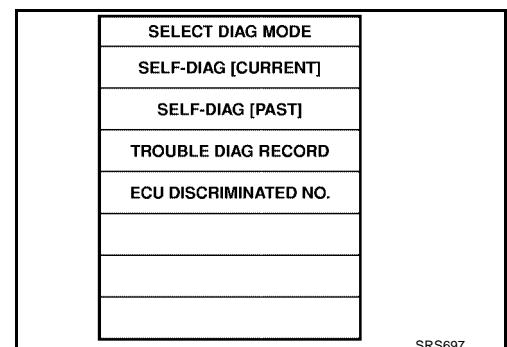 SELECT DIAG MODE
SELF-DIAG [CURRENT]
SELF-DIAG [PAST]
TROUBLE DIAG RECORD
ECU DISCRIMINATED NO.
SRS697